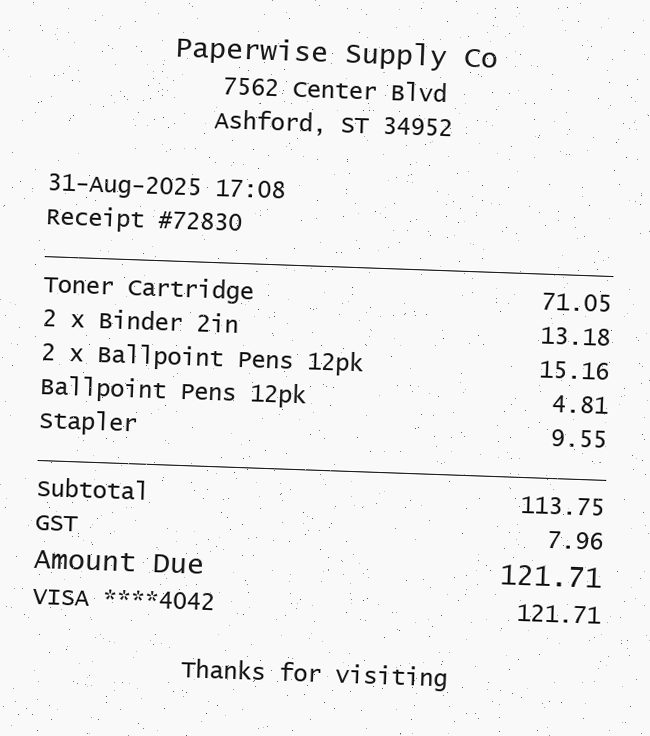 Paperwise Supply Co
7562 Center Blvd
Ashford, ST 34952
31-Aug-2025 17:08
Receipt #72830
Toner Cartridge 71.05
2 x Binder 2in 13.18
2 x Ballpoint Pens 12pk 15.16
Ballpoint Pens 12pk 4.81
Stapler 9.55
Subtotal 113.75
GST 7.96
Amount Due 121.71
VISA ****4042 121.71
Thanks for visiting